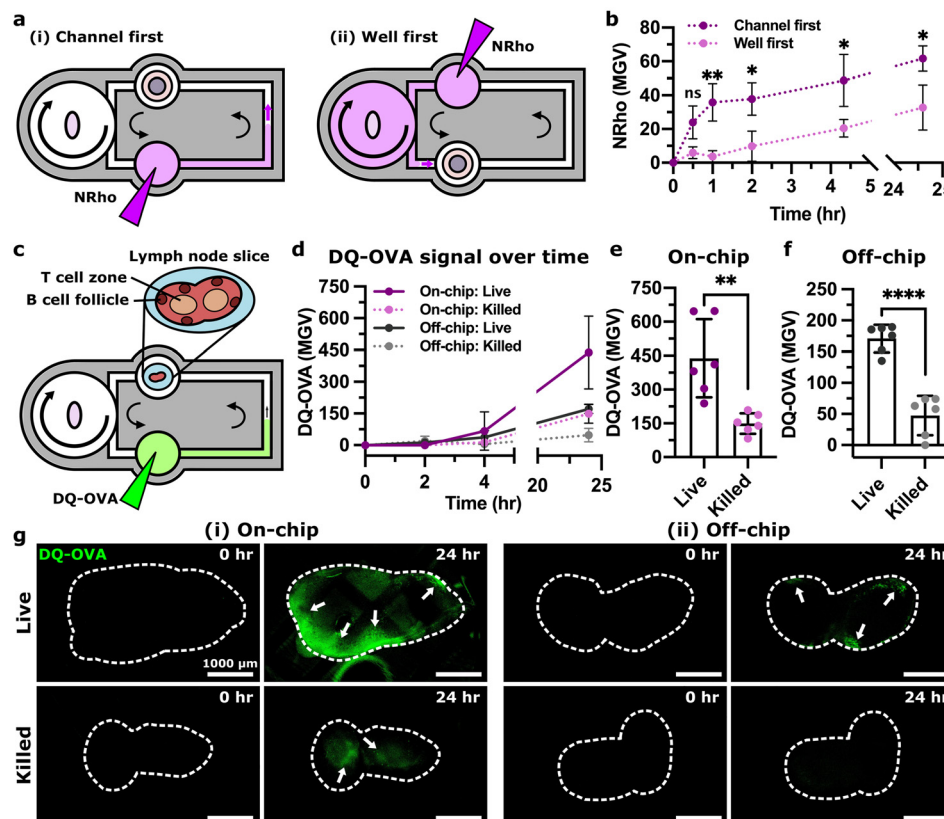 a
(i) Channel first
NRho
(ii) Well first
NRho
b
NRho (MGV)
60
40
20
0
Channel first
Well first
ns
**
*
*
*
0 1 2 3 4 5 24 25
Time (hr)
c
Lymph node slice
T cell zone
B cell follicle
DQ-OVA
d
DQ-OVA signal over time
DQ-OVA (MGV)
750
600
450
300
150
0
On-chip: Live
On-chip: Killed
Off-chip: Live
Off-chip: Killed
0 2 4 20 25
Time (hr)
e
On-chip
DQ-OVA (MGV)
750
600
450
300
150
0
**
Live
Killed
f
Off-chip
DQ-OVA (MGV)
250
200
150
100
50
0
****
Live
Killed
g
(i) On-chip
(ii) Off-chip
DQ-OVA
0 hr
24 hr
0 hr
24 hr
Live
1000 μm
Killed
0 hr
24 hr
0 hr
24 hr